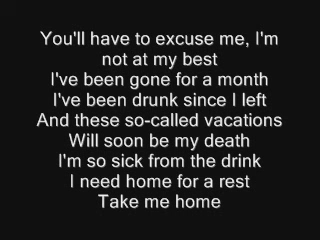 You'll have to excuse me, I'm
not at my best
I've been gone for a month
I've been drunk since I left
And these so-called vacations
Will soon be my death
I'm so sick from the drink
I need home for a rest
Take me home